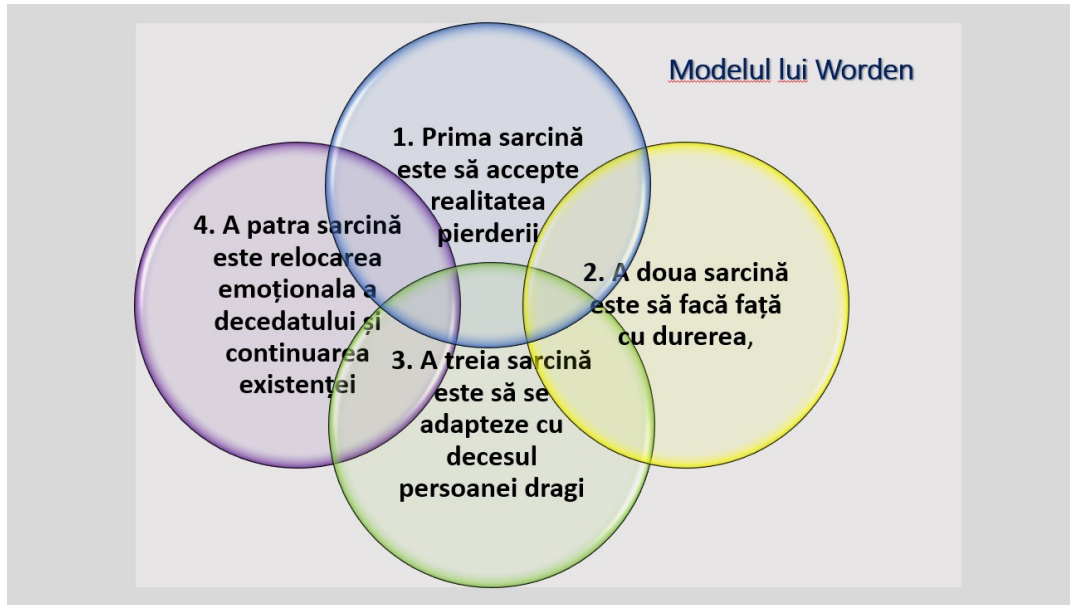 Modelul lui Worden
1. Prima sarcină
este să accepte
realitatea
pierderii
2. A doua sarcină
este să facă față
cu durerea,
3. A treia sarcină
este să se
adapteze cu
decesul
persoanei dragi
4. A patra sarcină
este relocarea
emoționala a
decedatului și
continuarea
existenței